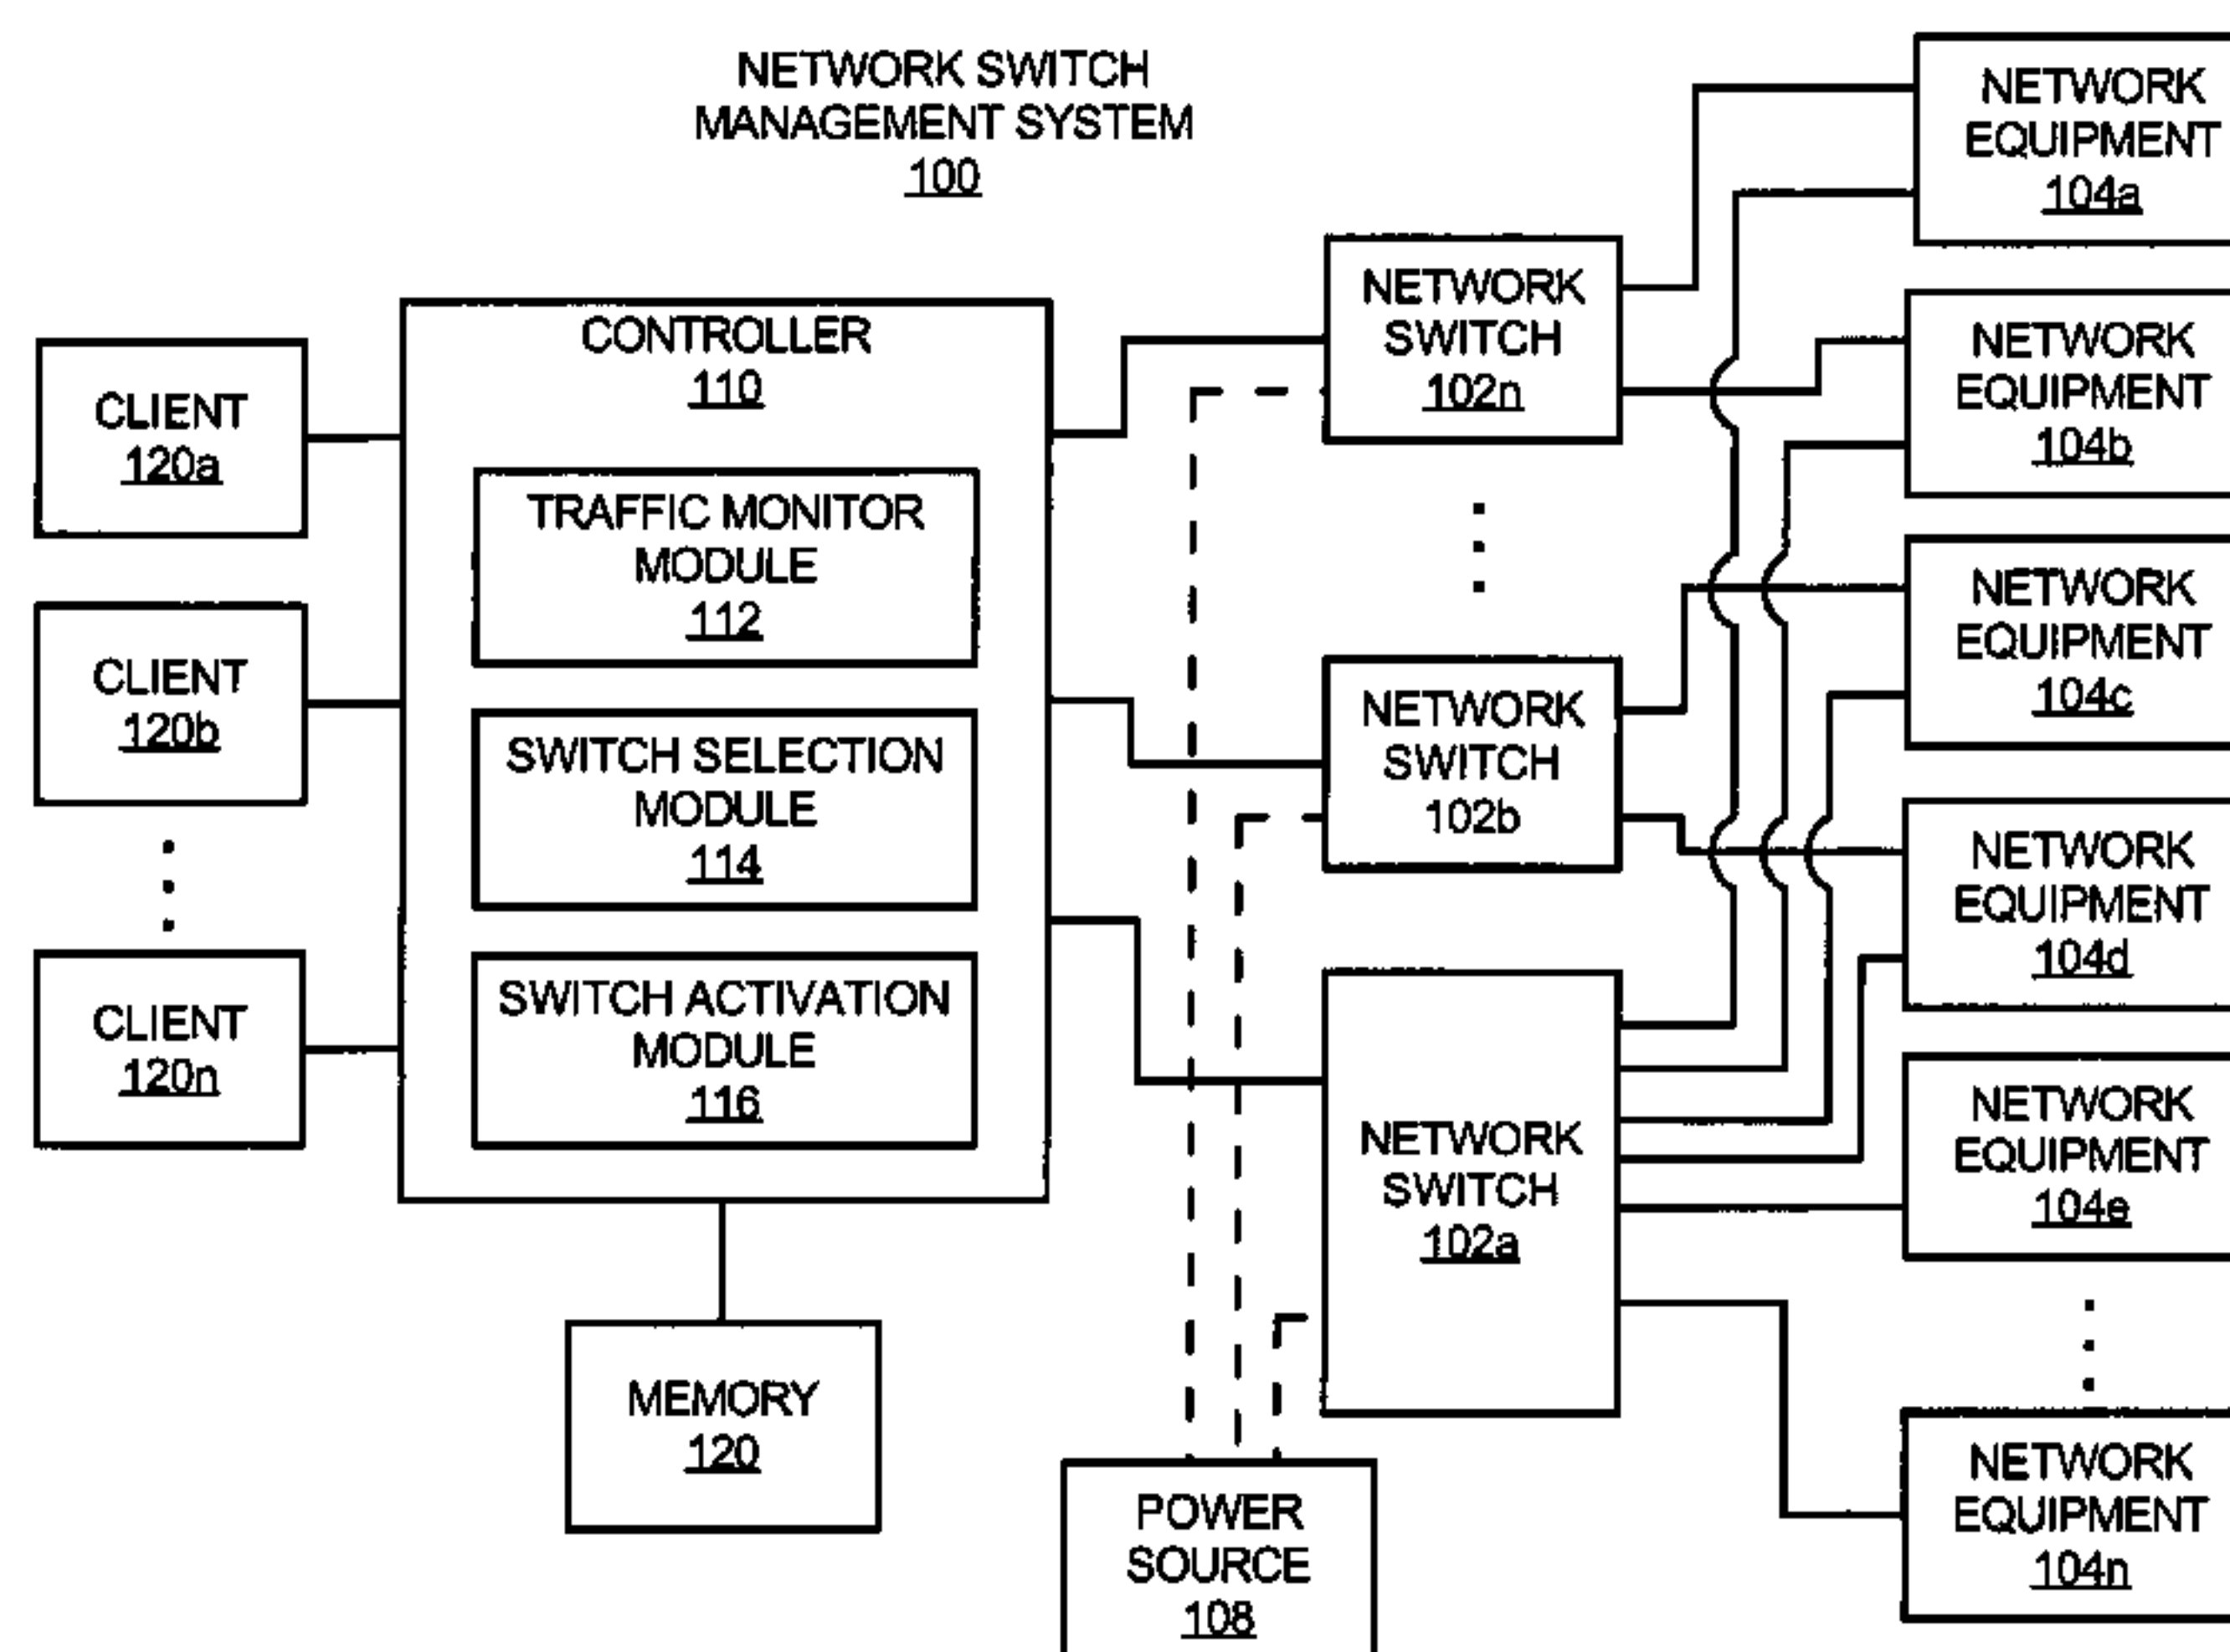 NETWORK SWITCH
MANAGEMENT SYSTEM
100
CLIENT
120a
CLIENT
120b
CLIENT
120n
CONTROLLER
110
TRAFFIC MONITOR
MODULE
112
SWITCH SELECTION
MODULE
114
SWITCH ACTIVATION
MODULE
116
MEMORY
120
NETWORK
SWITCH
102n
NETWORK
SWITCH
102b
NETWORK
SWITCH
102a
POWER
SOURCE
108
NETWORK
EQUIPMENT
104a
NETWORK
EQUIPMENT
104b
NETWORK
EQUIPMENT
104c
NETWORK
EQUIPMENT
104d
NETWORK
EQUIPMENT
104e
NETWORK
EQUIPMENT
104n